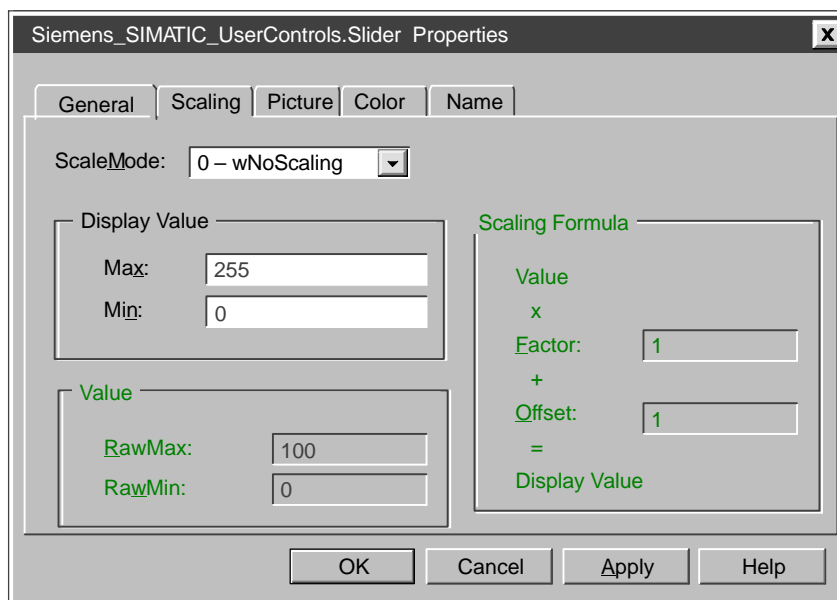 Siemens_SIMATIC_UserControls.Slider Properties
x
General Scaling Picture Color Name
ScaleMode: 0 – wNoScaling
Display Value
Max: 255
Min: 0
Value
RawMax: 100
RawMin: 0
Scaling Formula
Value
x
Factor: 1
+
Offset: 1
=
Display Value
OK Cancel Apply Help